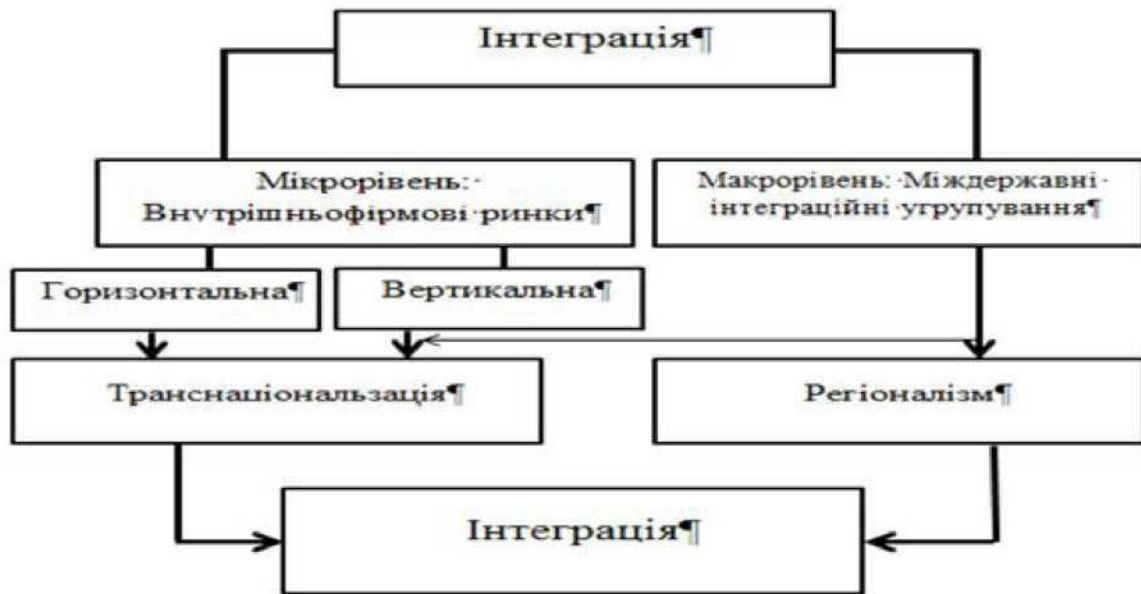 Інтеграція¶
Мікрорівень:·
Внутрішньофірмові·ринки¶
Макрорівень:·Міждержавні·
інтеграційні·угрупування¶
Горизонтальна¶
Вертикальна¶
Транснаціональзація¶
Регіоналізм¶
Інтеграція¶